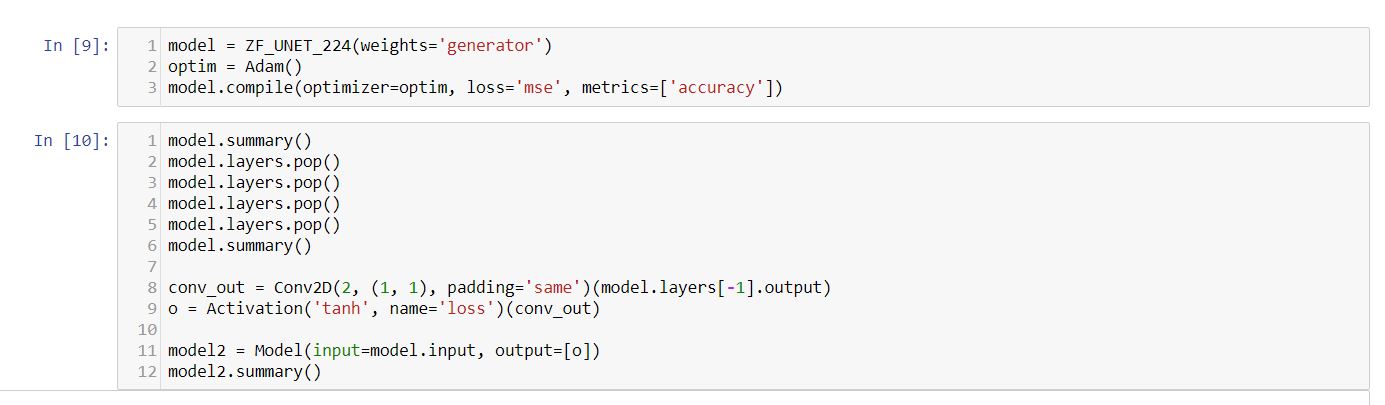 In [9]:
1 model = ZF_UNET_224(weights='generator')
2 optim = Adam()
3 model.compile(optimizer=optim, loss='mse', metrics=['accuracy'])
In [10]:
1 model.summary()
2 model.layers.pop()
3 model.layers.pop()
4 model.layers.pop()
5 model.layers.pop()
6 model.summary()
7
8 conv_out = Conv2D(2, (1, 1), padding='same')(model.layers[-1].output)
9 o = Activation('tanh', name='loss')(conv_out)
10
11 model2 = Model(input=model.input, output=[o])
12 model2.summary()